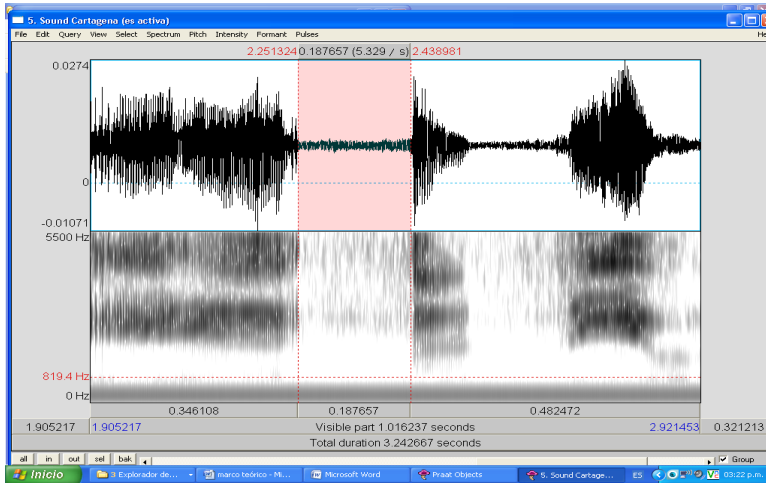 5. Sound Cartagena (es activa)
File Edit Query View Select Spectrum Pitch Intensity Formant Pulses He
2.251324 0.187657 (5.329 / s) 2.438981
0.0274
0
-0.01071
5500 Hz
819.4 Hz
0 Hz
0.346108 0.187657 0.482472
1.905217 1.905217 Visible part 1.016237 seconds 2.921453 0.321213
Total duration 3.242667 seconds
all in out sel bak Group
Inicio 3 Explorador de... marco teórico - Mi... Microsoft Word Praat Objects 5. Sound Cartage... ES 03:22 p.m.